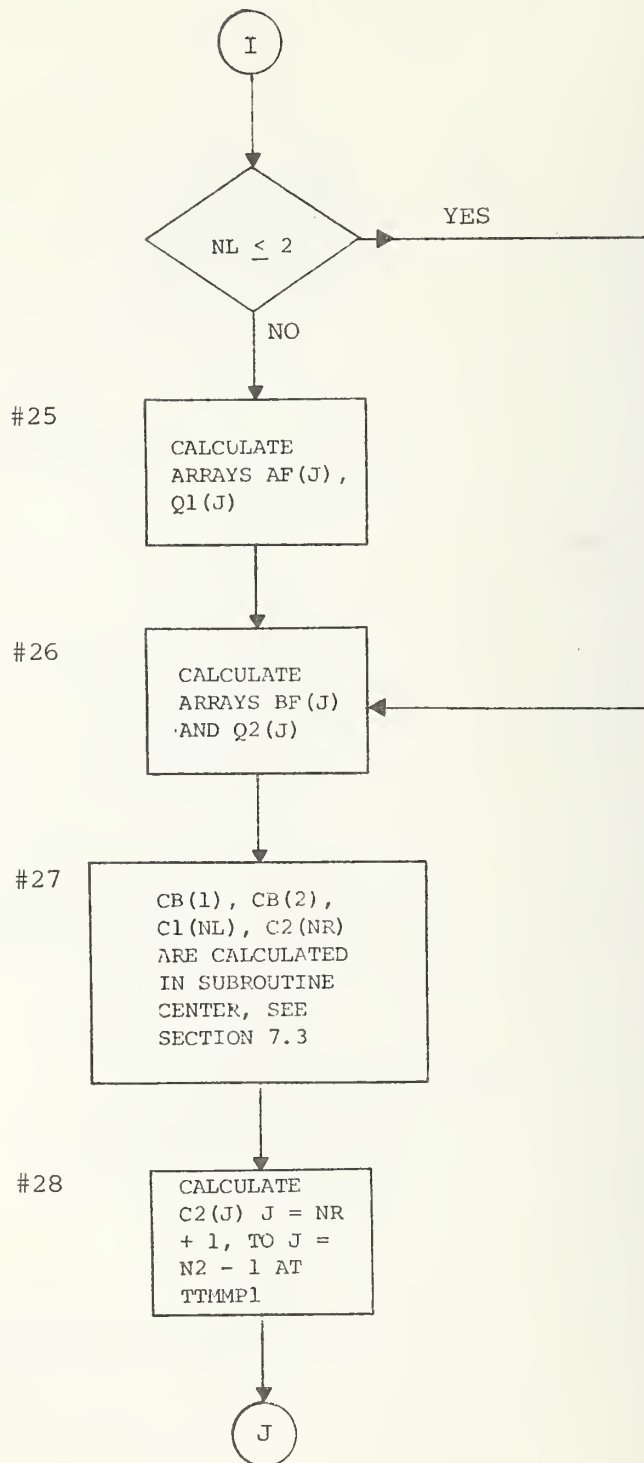 I
NL ≤ 2
YES
NO
#25
CALCULATE
ARRAYS AF(J),
Q1(J)
#26
CALCULATE
ARRAYS BF(J)
AND Q2(J)
#27
CB(1), CB(2),
C1(NL), C2(NR)
ARE CALCULATED
IN SUBROUTINE
CENTER, SEE
SECTION 7.3
#28
CALCULATE
C2(J) J = NR
+ 1, TO J =
N2 - 1 AT
TTMMP1
J